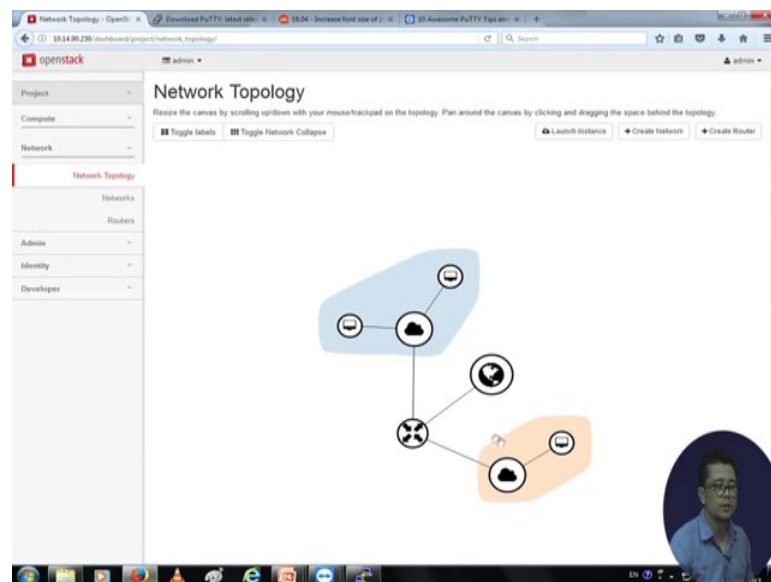 Network Topology - OpenSt...
Download PuTTY: latest rele...
16.04 - Increase font size of
10 Awesome PuTTY Tips an
10.14.90.230/dashboard/project/network_topology/
Search
openstack
admin
admin
Project
Compute
Network
Network Topology
Networks
Routers
Admin
Identity
Developer
Network Topology
Resize the canvas by scrolling up/down with your mouse/trackpad on the topology. Pan around the canvas by clicking and dragging the space behind the topology.
Toggle labels
Toggle Network Collapse
Launch Instance
+Create Network
+Create Router
EN